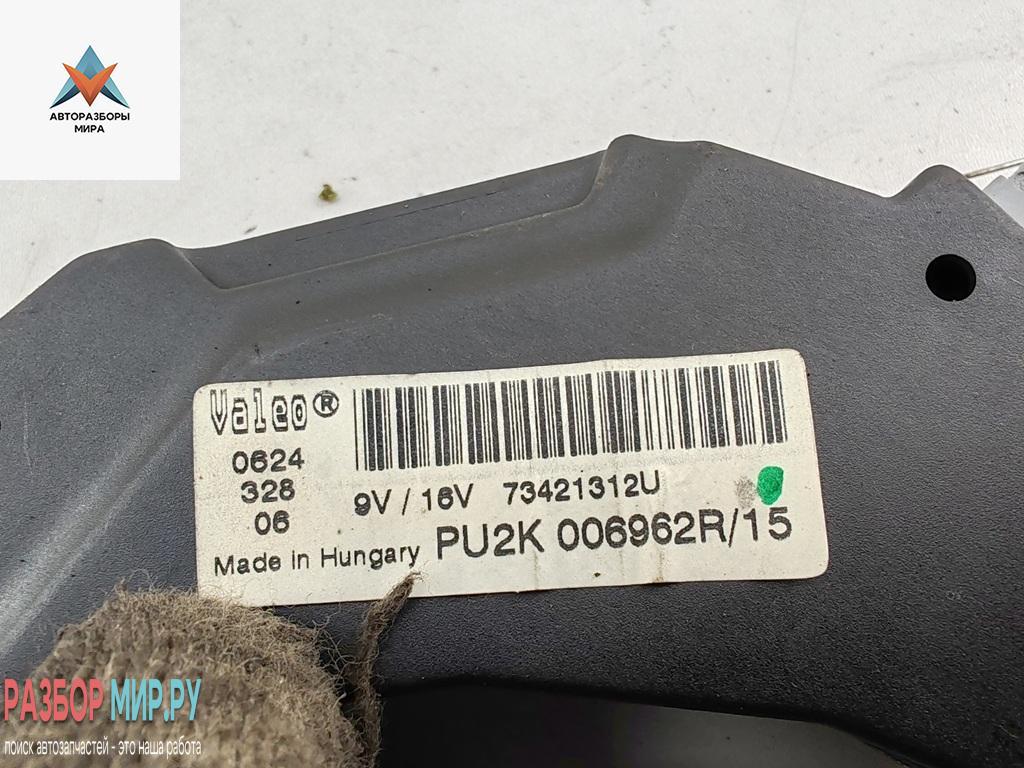 АВТОРАЗБОРЫ
МИРА
Valeo®
0624
328
06
9V / 16V 73421312U
Made in Hungary PU2K 006962R/15
РАЗБОР МИР.РУ
поиск автозапчастей - это наша работа